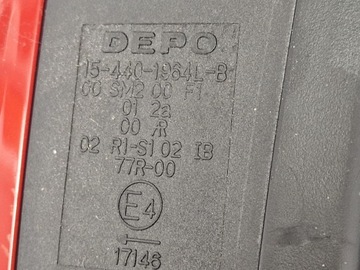 DEPO
15-440-1964L-B
00 SM2 00 F1
01 2a
00 AR
02 R1-S1 02 IB
77R-00
E4
17146